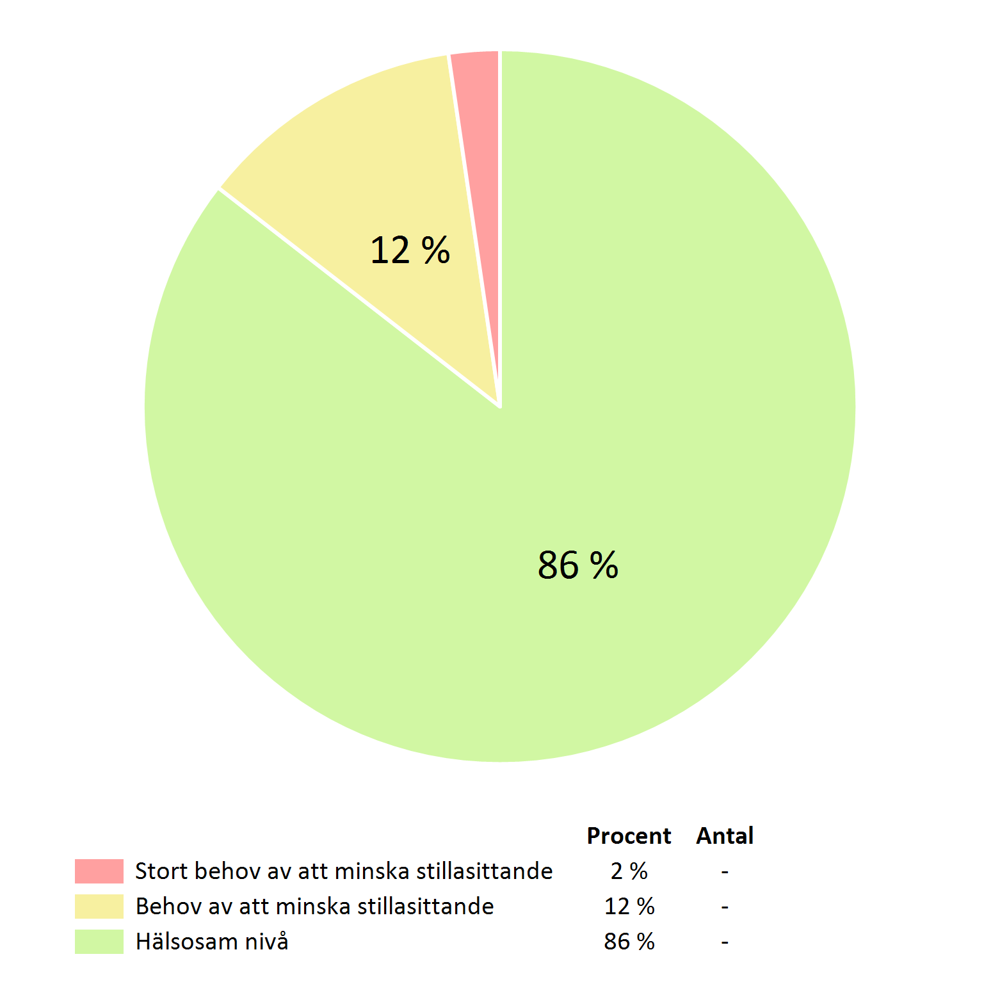 12 %
86 %
Procent Antal
Stort behov av att minska stillasittande 2 % -
Behov av att minska stillasittande 12 % -
Hälsosam nivå 86 % -